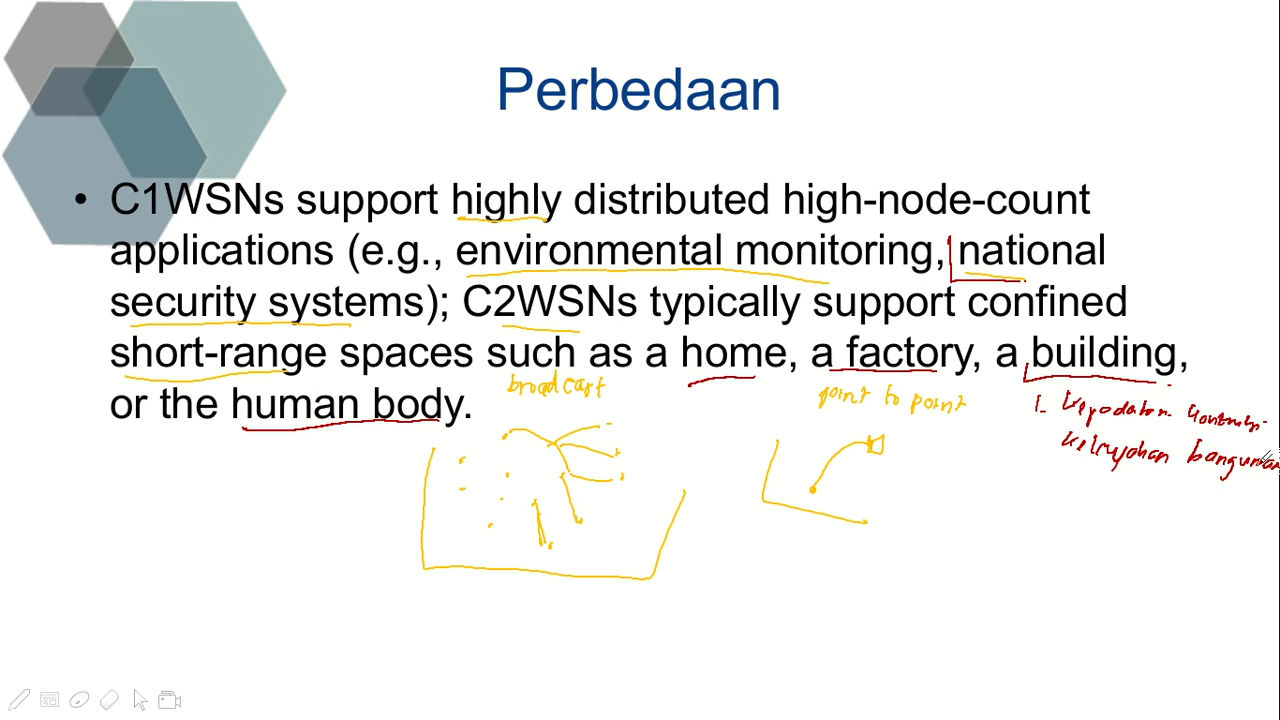 Perbedaan
• C1WSNs support highly distributed high-node-count
applications (e.g., environmental monitoring, national
security systems); C2WSNs typically support confined
short-range spaces such as a home, a factory, a building,
or the human body.
broadcast
point to point
bangunan